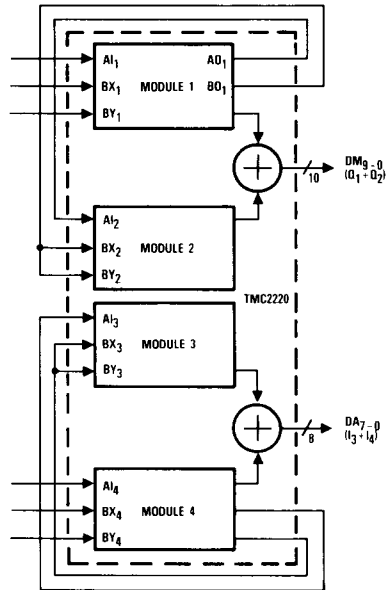 AI1 AO1
BX1 MODULE 1 BO1
BY1
DM9-0
10 (Q1 + Q2)
AI2
BX2 MODULE 2
BY2
TMC2220
AI3
BX3 MODULE 3
BY3
DA7-0
8 (I3 + I4)
AI4
BX4 MODULE 4
BY4